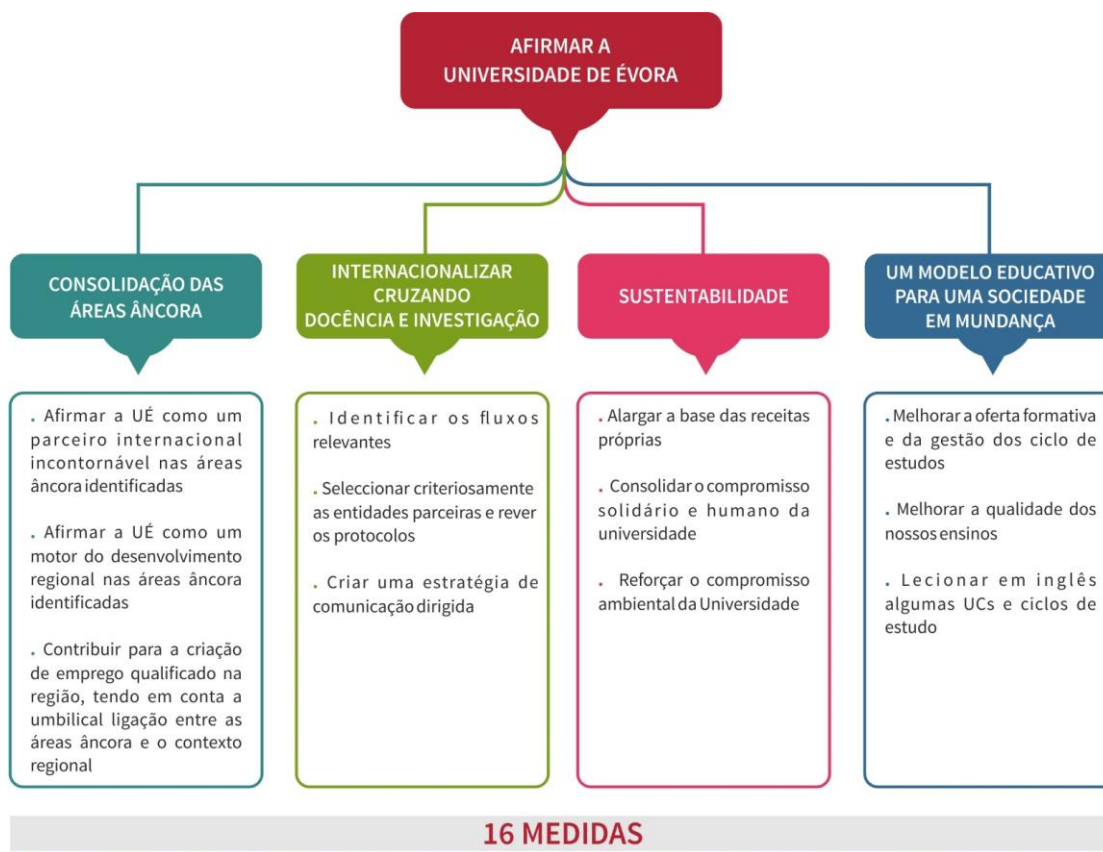 AFIRMAR A
UNIVERSIDADE DE ÉVORA
CONSOLIDAÇÃO DAS
ÁREAS ÂNCORA
. Afirmar a UÉ como um
parceiro internacional
incontornável nas áreas
âncora identificadas
. Afirmar a UÉ como um
motor do desenvolvimento
regional nas áreas âncora
identificadas
. Contribuir para a criação
de emprego qualificado na
região, tendo em conta a
umbilical ligação entre as
áreas âncora e o contexto
regional
INTERNACIONALIZAR
CRUZANDO
DOCÊNCIA E INVESTIGAÇÃO
. Identificar os fluxos
relevantes
. Seleccionar criteriosamente
as entidades parceiras e rever
os protocolos
. Criar uma estratégia de
comunicação dirigida
SUSTENTABILIDADE
. Alargar a base das receitas
próprias
. Consolidar o compromisso
solidário e humano da
universidade
. Reforçar o compromisso
ambiental da Universidade
UM MODELO EDUCATIVO
PARA UMA SOCIEDADE
EM MUNDANÇA
. Melhorar a oferta formativa
e da gestão dos ciclo de
estudos
. Melhorar a qualidade dos
nossos ensinos
. Lecionar em inglês
algumas UCs e ciclos de
estudo
16 MEDIDAS